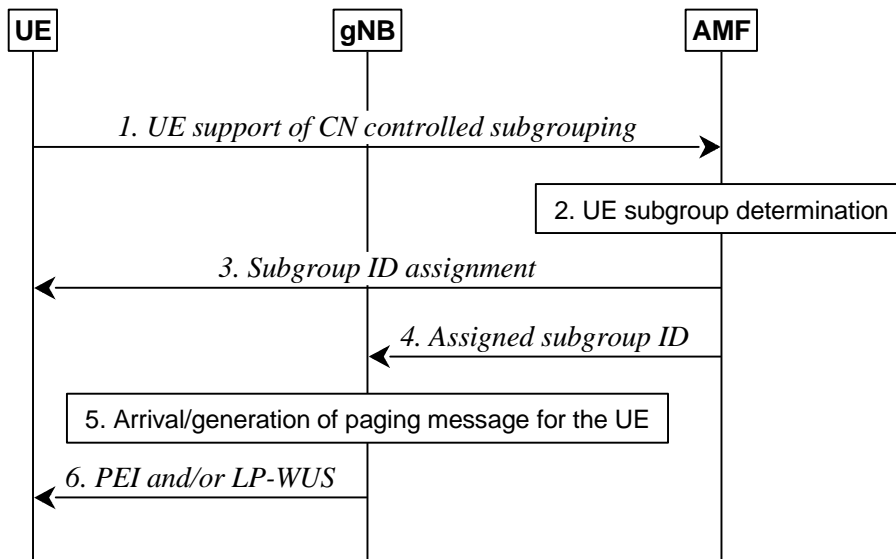 UE gNB AMF
1. UE support of CN controlled subgrouping
2. UE subgroup determination
3. Subgroup ID assignment
4. Assigned subgroup ID
5. Arrival/generation of paging message for the UE
6. PEI and/or LP-WUS